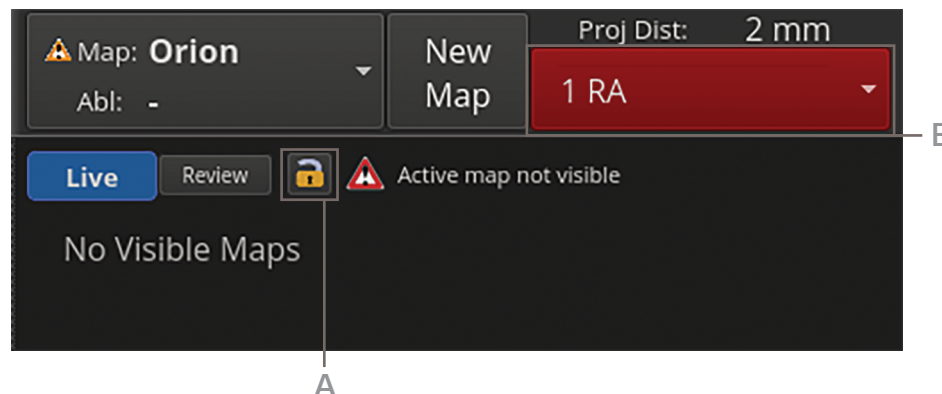 Map: Orion
Abl: -
New
Map
Proj Dist: 2 mm
1 RA
Live
Review
Active map not visible
No Visible Maps
A